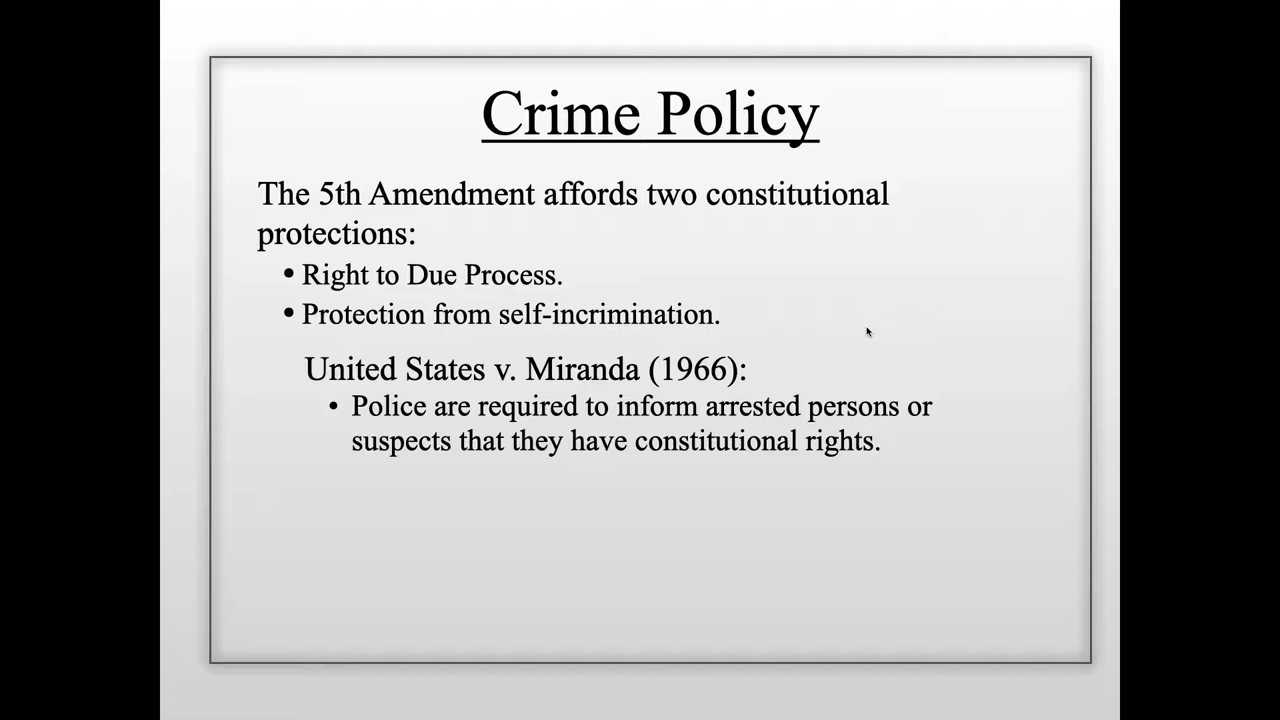 Crime Policy
The 5th Amendment affords two constitutional
protections:
• Right to Due Process.
• Protection from self-incrimination.
United States v. Miranda (1966):
• Police are required to inform arrested persons or
suspects that they have constitutional rights.